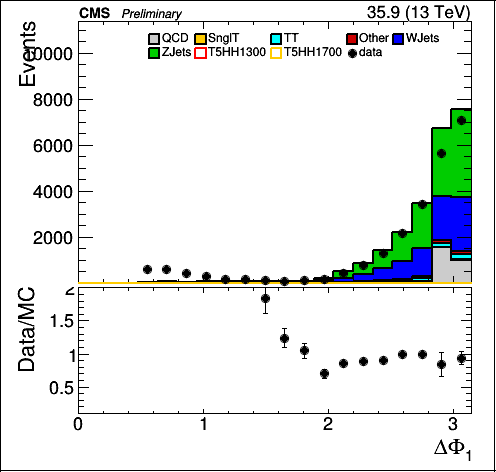 CMS Preliminary 35.9 (13 TeV)
Events
QCD SnglT TT Other WJets
ZJets T5HH1300 T5HH1700 data
10000
8000
6000
4000
2000
Data/MC
2
1.5
1
0.5
0 1 2 3
ΔΦ1